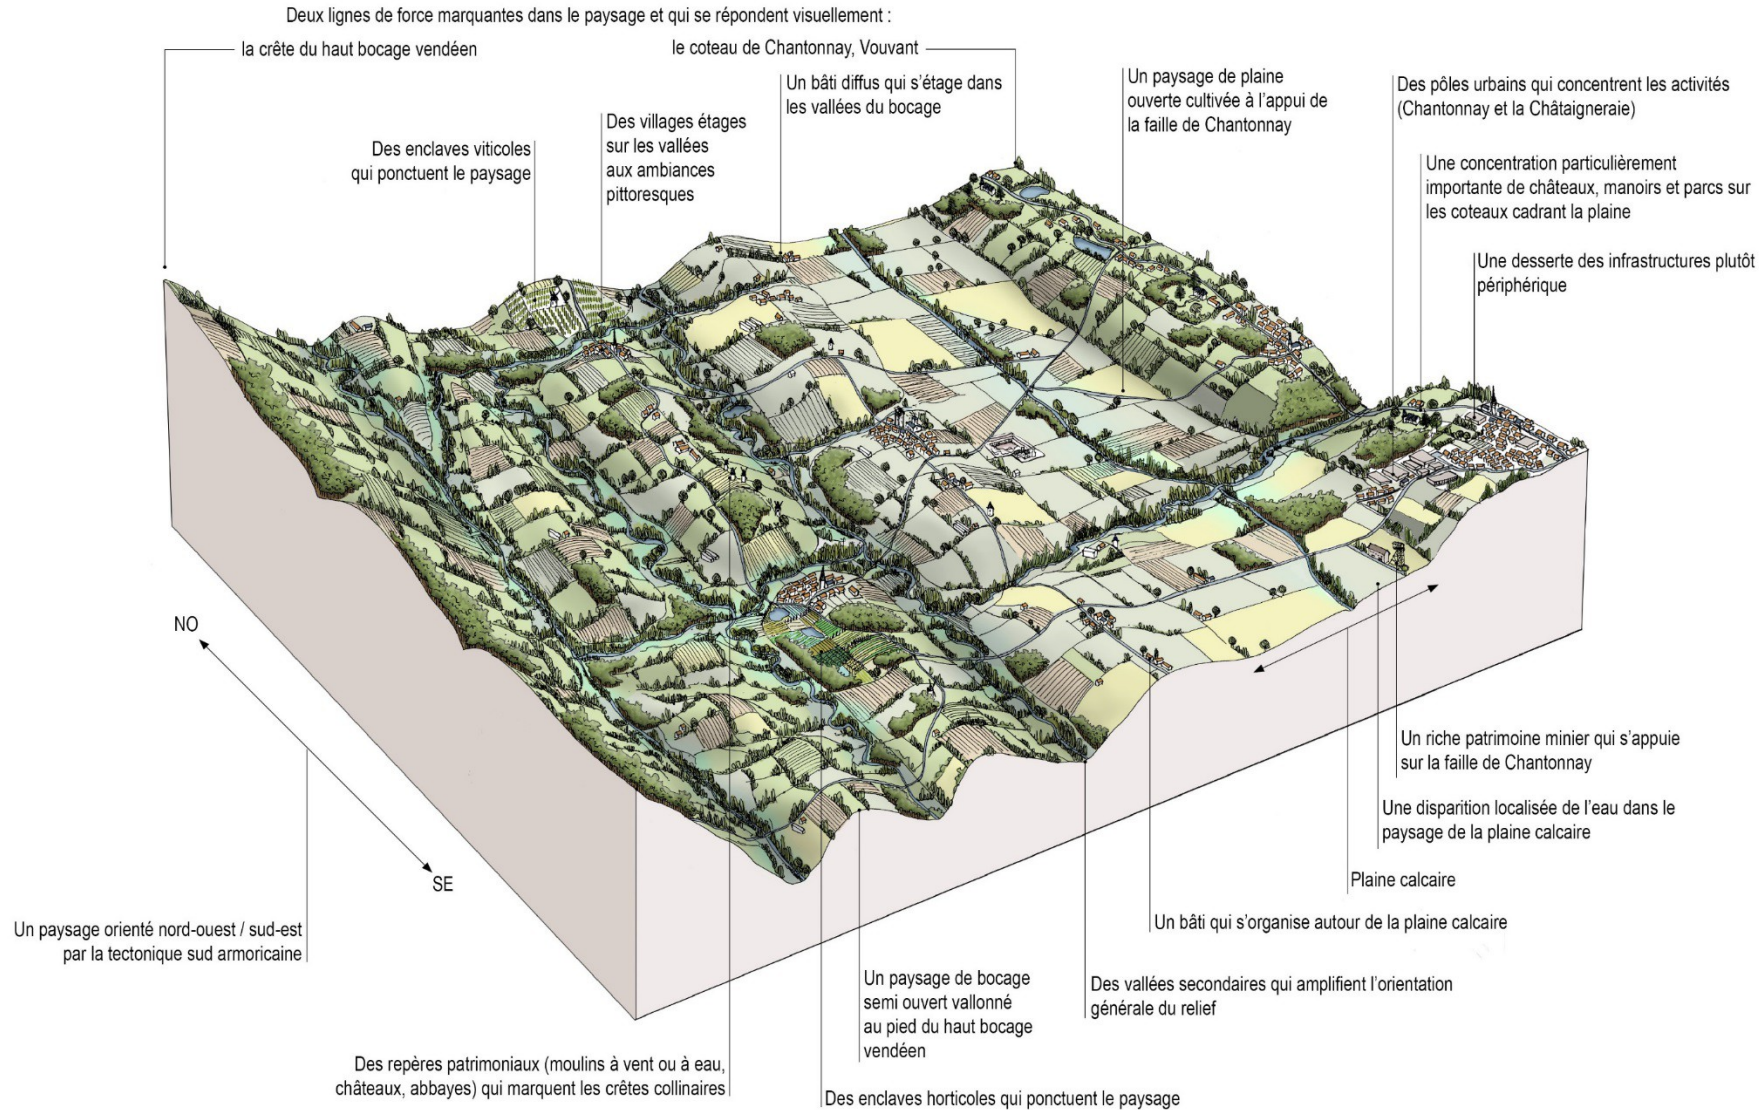 Deux lignes de force marquantes dans le paysage et qui se répondent visuellement :
la crête du haut bocage vendéen
le coteau de Chantonnay, Vouvant
Un bâti diffus qui s’étage dans
les vallées du bocage
Un paysage de plaine
ouverte cultivée à l’appui de
la faille de Chantonnay
Des pôles urbains qui concentrent les activités
(Chantonnay et la Châtaigneraie)
Des villages étages
sur les vallées
aux ambiances
pittoresques
Des enclaves viticoles
qui ponctuent le paysage
Une concentration particulièrement
importante de châteaux, manoirs et parcs sur
les coteaux cadrant la plaine
Une desserte des infrastructures plutôt
périphérique
NO
SE
Un paysage orienté nord-ouest / sud-est
par la tectonique sud armoricaine
Un riche patrimoine minier qui s’appuie
sur la faille de Chantonnay
Une disparition localisée de l’eau dans le
paysage de la plaine calcaire
Plaine calcaire
Un bâti qui s’organise autour de la plaine calcaire
Des vallées secondaires qui amplifient l’orientation
générale du relief
Un paysage de bocage
semi ouvert vallonné
au pied du haut bocage
vendéen
Des repères patrimoniaux (moulins à vent ou à eau,
châteaux, abbayes) qui marquent les crêtes collinaires
Des enclaves horticoles qui ponctuent le paysage